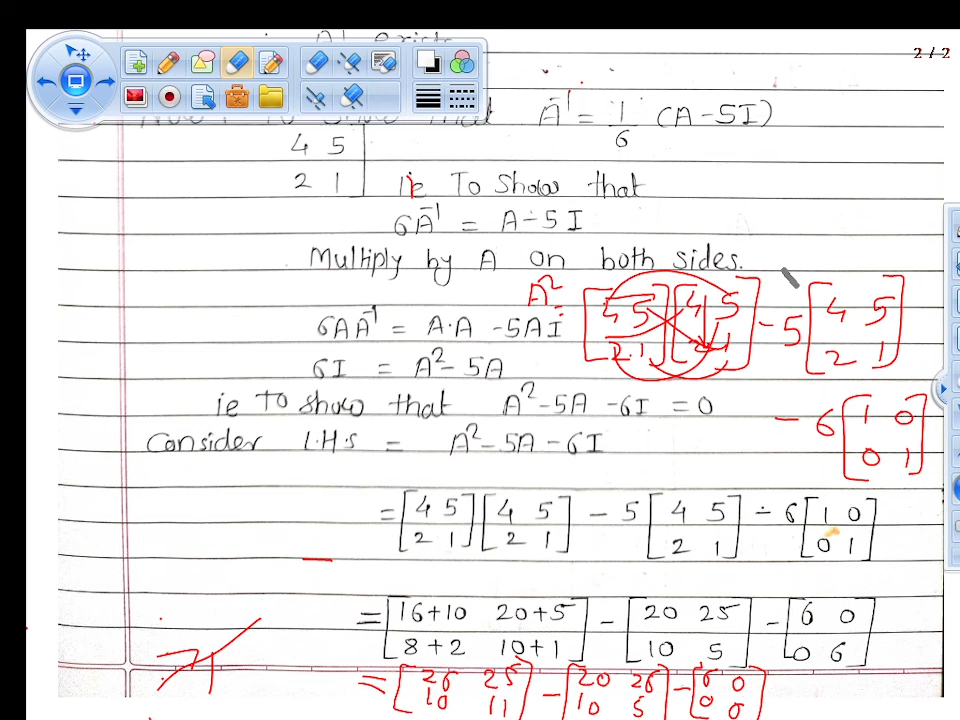 2 / 2
that A⁻¹ = 1/6 (A - 5I)
4 5
2 1
ie To Show that
6A⁻¹ = A - 5I
Multiply by A on both sides.
A² = [4 5; 2 1] [4 5; 2 1] - 5 [4 5; 2 1]
6AA⁻¹ = A·A - 5AI
6I = A² - 5A
ie To show that A² - 5A - 6I = 0
- 6 [1 0; 0 1]
Consider L.H.S = A² - 5A - 6I
= [4 5; 2 1] [4 5; 2 1] - 5 [4 5; 2 1] - 6 [1 0; 0 1]
= [16+10 20+5; 8+2 10+1] - [20 25; 10 5] - [6 0; 0 6]
= [26 25; 10 11] - [20 25; 10 5] - [6 0; 0